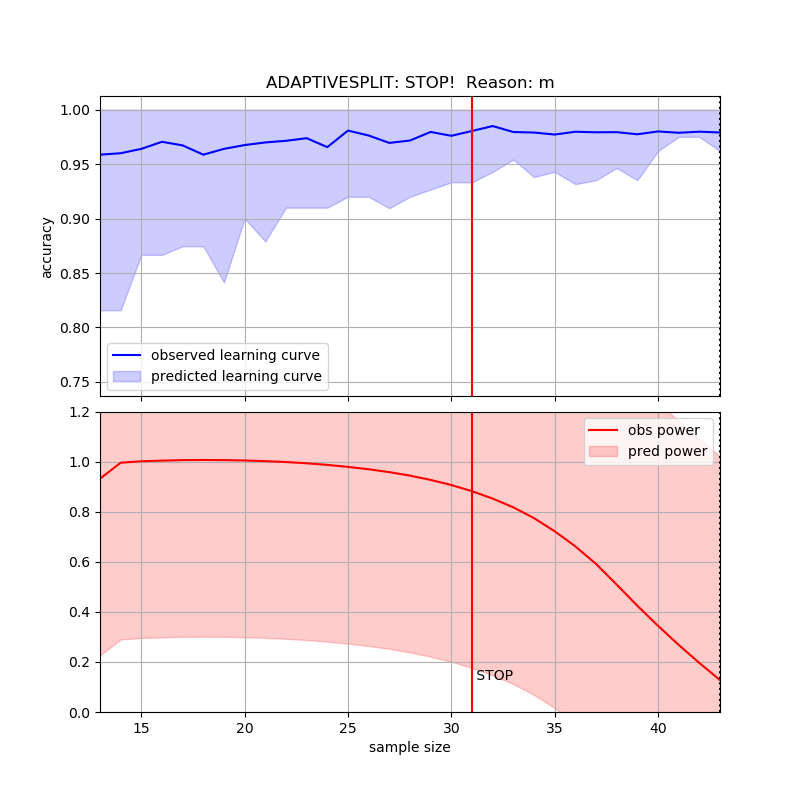 ADAPTIVESPLIT: STOP!  Reason: m
1.00
0.95
0.90
0.85
0.80
0.75
accuracy
observed learning curve
predicted learning curve
1.2
1.0
0.8
0.6
0.4
0.2
0.0
obs power
pred power
STOP
15 20 25 30 35 40
sample size